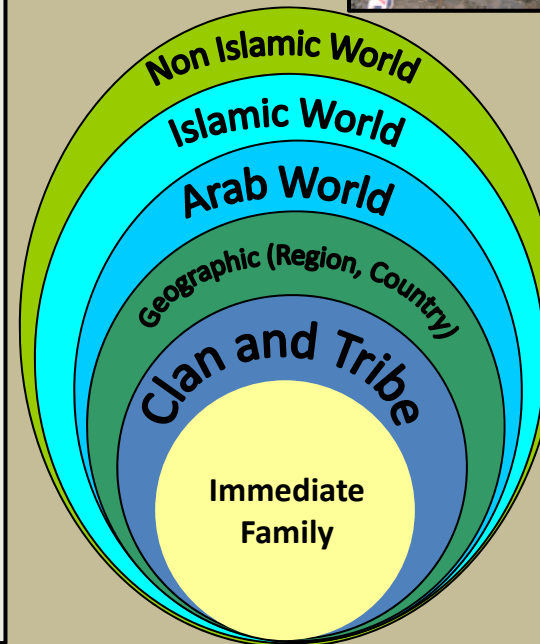 Non Islamic World
Islamic World
Arab World
Geographic (Region, Country)
Clan and Tribe
Immediate
Family